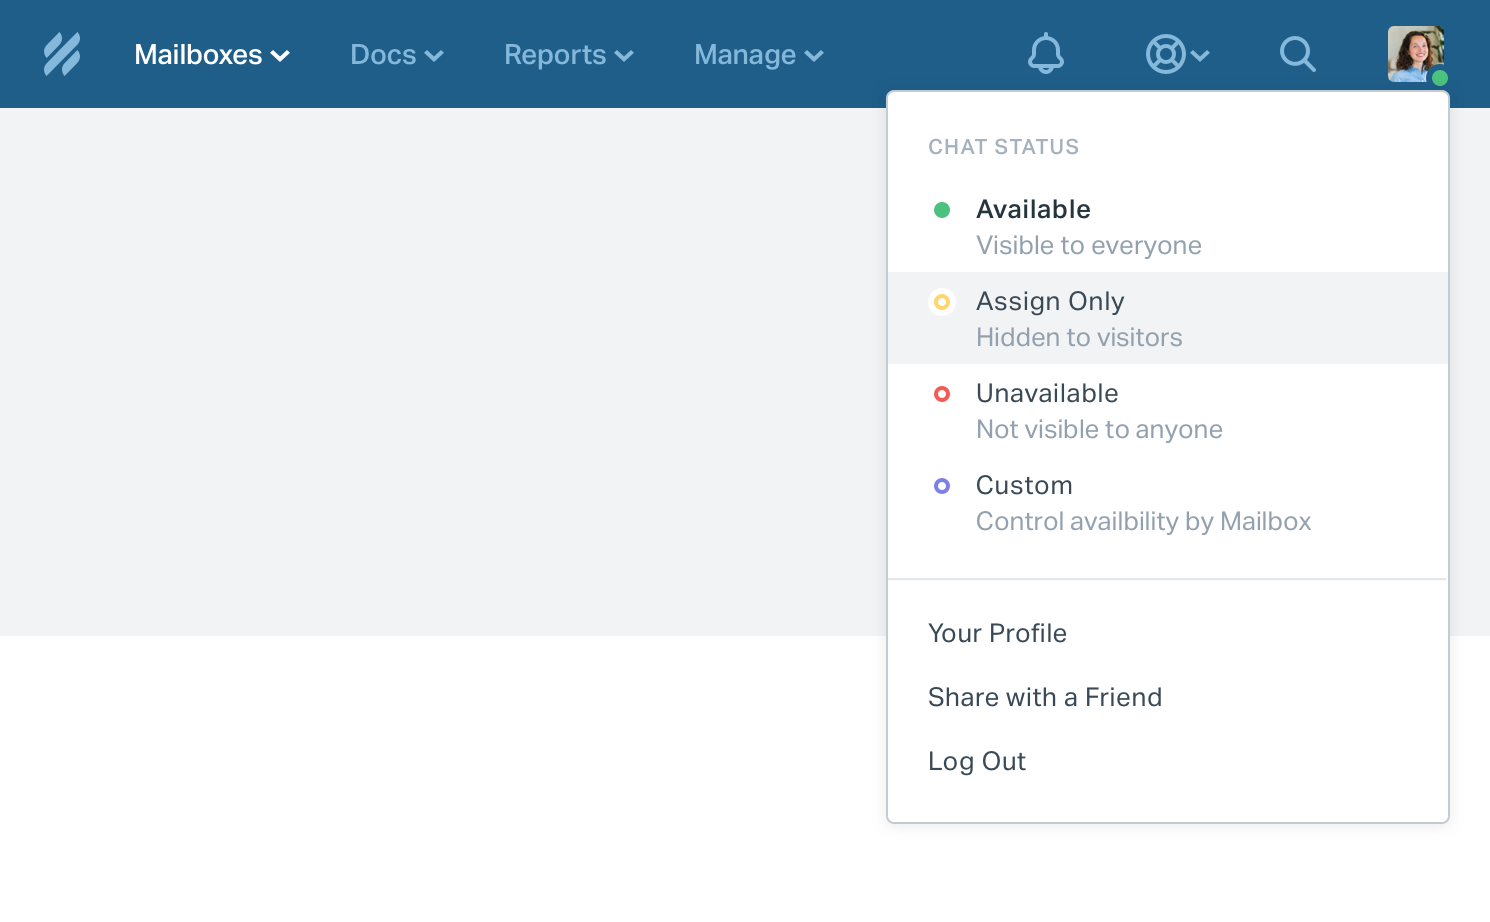 Mailboxes Docs Reports Manage
CHAT STATUS
Available
Visible to everyone
Assign Only
Hidden to visitors
Unavailable
Not visible to anyone
Custom
Control availbility by Mailbox
Your Profile
Share with a Friend
Log Out